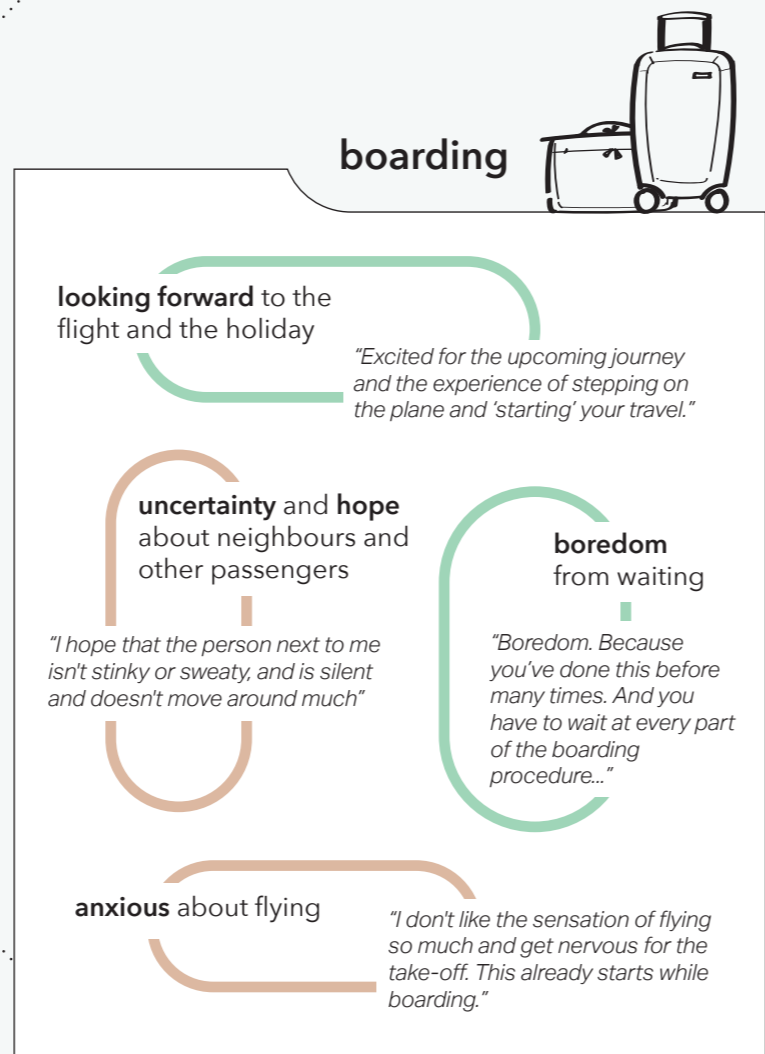 boarding
looking forward to the
flight and the holiday
“Excited for the upcoming journey
and the experience of stepping on
the plane and ‘starting’ your travel.”
uncertainty and hope
about neighbours and
other passengers
“I hope that the person next to me
isn't stinky or sweaty, and is silent
and doesn't move around much”
boredom
from waiting
“Boredom. Because
you’ve done this before
many times. And you
have to wait at every part
of the boarding
procedure...”
anxious about flying
“I don't like the sensation of flying
so much and get nervous for the
take-off. This already starts while
boarding.”